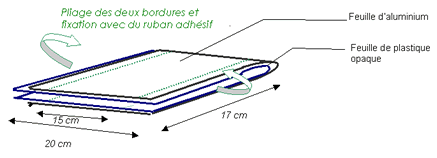 Pliage des deux bordures et
fixation avec du ruban adhésif
Feuille d'aluminium
Feuille de plastique
opaque
15 cm
17 cm
20 cm